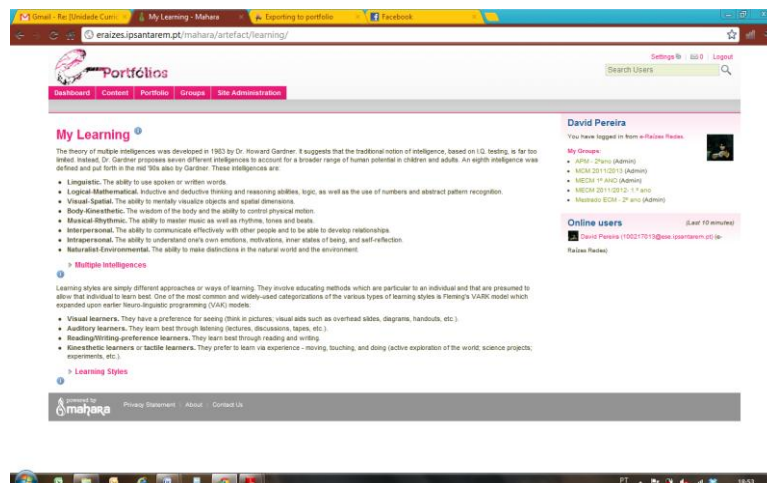 Gmail - Re: [Unidade Curric
My Learning - Mahara
Exporting to portfolio
Facebook
eraizes.ipsantarem.pt/mahara/artefact/learning/
Portfólios
Settings
0
Logout
Search Users
Dashboard Content Portfolio Groups Site Administration
My Learning
The theory of multiple intelligences was developed in 1983 by Dr. Howard Gardner. It suggests that the traditional notion of intelligence, based on I.Q. testing, is far too
limited. Instead, Dr. Gardner proposes seven different intelligences to account for a broader range of human potential in children and adults. An eighth intelligence was
defined and put forth in the mid '90s also by Gardner. These intelligences are:
Linguistic. The ability to use spoken or written words.
Logical-Mathematical. Inductive and deductive thinking and reasoning abilities, logic, as well as the use of numbers and abstract pattern recognition.
Visual-Spatial. The ability to mentally visualize objects and spatial dimensions.
Body-Kinesthetic. The wisdom of the body and the ability to control physical motion.
Musical-Rhythmic. The ability to master music as well as rhythms, tones and beats.
Interpersonal. The ability to communicate effectively with other people and to be able to develop relationships.
Intrapersonal. The ability to understand one's own emotions, motivations, inner states of being, and self-reflection.
Naturalist-Environmental. The ability to make distinctions in the natural world and the environment.
Multiple Intelligences
Learning styles are simply different approaches or ways of learning. They involve educating methods which are particular to an individual and that are presumed to
allow that individual to learn best. One of the most common and widely-used categorizations of the various types of learning styles is Fleming's VARK model which
expanded upon earlier Neuro-linguistic programming (VAK) models:
Visual learners. They have a preference for seeing (think in pictures; visual aids such as overhead slides, diagrams, handouts, etc.).
Auditory learners. They learn best through listening (lectures, discussions, tapes, etc.).
Reading/Writing-preference learners. They learn best through reading and writing.
Kinesthetic learners or tactile learners. They prefer to learn via experience - moving, touching, and doing (active exploration of the world; science projects;
experiments, etc.).
Learning Styles
David Pereira
You have logged in from e-Raízes Redes.
My Groups:
APM - 2ºano (Admin)
MCM 2011/2013 (Admin)
MECM 1º ANO (Admin)
MECM 2011/2012- 1.º ano
Mestrado ECM - 2º ano (Admin)
Online users
(Last 10 minutes)
David Pereira (100217013@ese.ipsantarem.pt) (e-
Raízes Redes)
powered by
mahara
Privacy Statement About Contact Us
PT
18:53